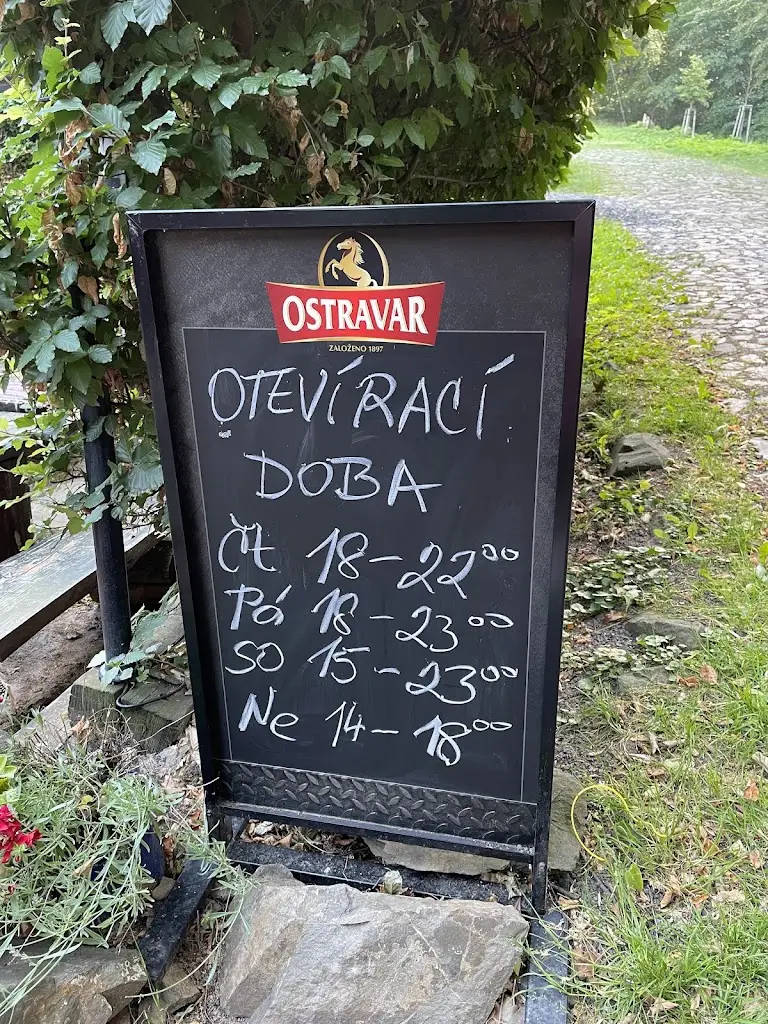 OSTRAVAR
ZALOŽENO 1897
OTEVÍRACÍ
DOBA
Čt 18-22⁰⁰
Pá 18-23⁰⁰
SO 15-23⁰⁰
Ne 14-18⁰⁰